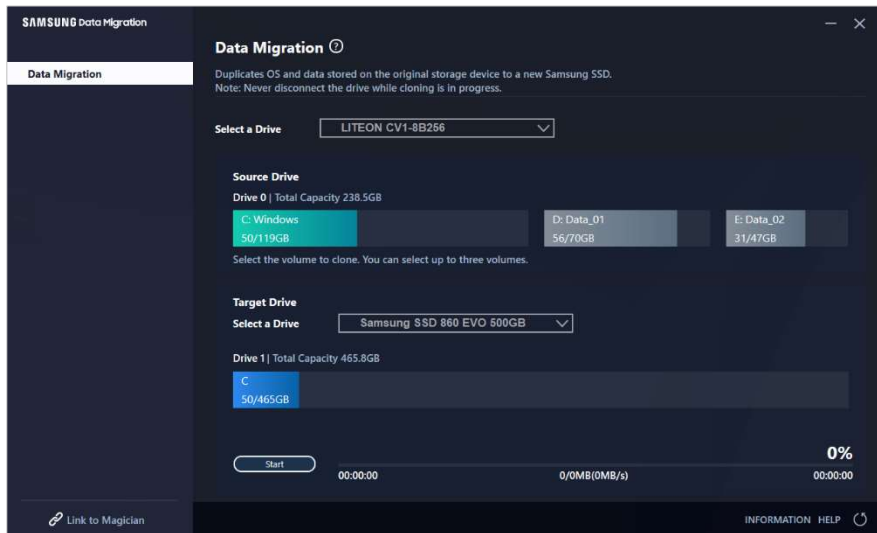 SAMSUNG Data Migration
Data Migration
Data Migration ?
Duplicates OS and data stored on the original storage device to a new Samsung SSD.
Note: Never disconnect the drive while cloning is in progress.
Select a Drive LITEON CV1-8B256
Source Drive
Drive 0 | Total Capacity 238.5GB
C: Windows D: Data_01 E: Data_02
50/119GB 56/70GB 31/47GB
Select the volume to clone. You can select up to three volumes.
Target Drive
Select a Drive Samsung SSD 860 EVO 500GB
Drive 1 | Total Capacity 465.8GB
C
50/465GB
0%
Start
00:00:00 0/0MB(0MB/s) 00:00:00
Link to Magician
INFORMATION HELP